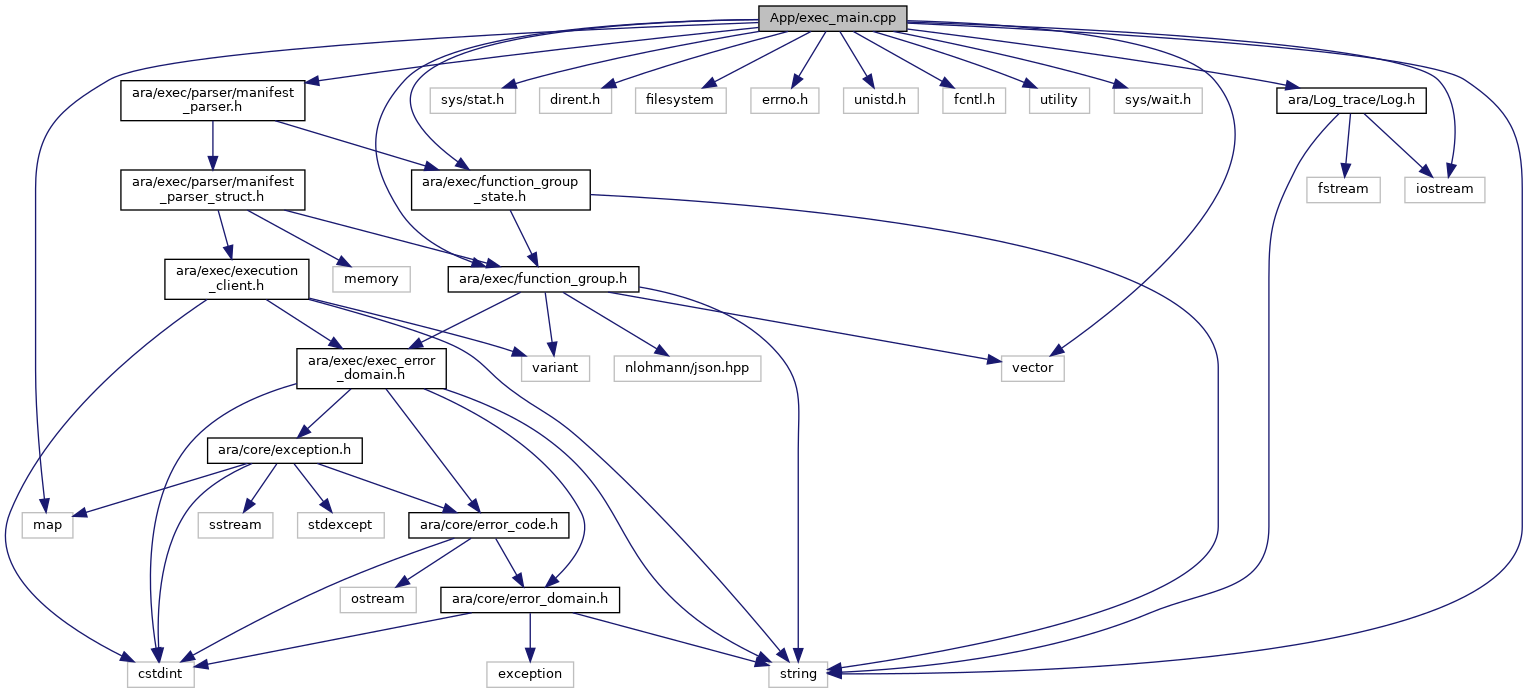 App/exec_main.cpp
ara/exec/parser/manifest
_parser.h
sys/stat.h
dirent.h
filesystem
errno.h
unistd.h
fcntl.h
utility
sys/wait.h
ara/Log_trace/Log.h
ara/exec/parser/manifest
_parser_struct.h
ara/exec/function_group
_state.h
fstream
iostream
ara/exec/execution
_client.h
memory
ara/exec/function_group.h
ara/exec/exec_error
_domain.h
variant
nlohmann/json.hpp
vector
ara/core/exception.h
map
sstream
stdexcept
ara/core/error_code.h
ostream
ara/core/error_domain.h
cstdint
exception
string